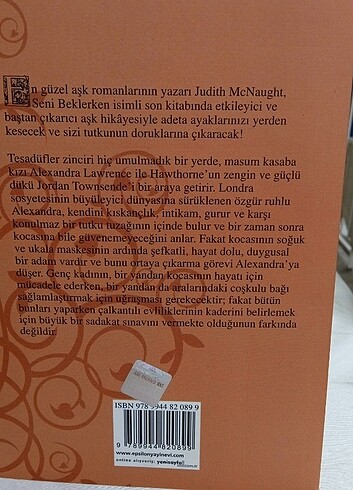 En güzel aşk romanlarının yazarı Judith McNaught,
Seni Beklerken isimli son kitabında etkileyici ve
baştan çıkarıcı aşk hikâyesiyle adeta ayaklarınızı yerden
kesecek ve sizi tutkunun doruklarına çıkaracak!
Tesadüfler zinciri hiç umulmadık bir yerde, masum kasaba
kızı Alexandra Lawrence ile Hawthorne'un zengin ve güçlü
dükü Jordan Townsende'i bir araya getirir. Londra
sosyetesinin büyüleyici dünyasına sürüklenen özgür ruhlu
Alexandra, kendini kıskançlık, intikam, gurur ve karşı
konulmaz bir tutku tuzağının içinde bulur ve bir zaman sonra
kocasına bile güvenemeyeceğini anlar. Fakat kocasının soğuk
ve ukala maskesinin ardında şefkatli, hayat dolu, duygusal
bir adam vardır ve bunu ortaya çıkarma görevi Alexandra'ya
düşer. Genç kadının, bir yandan kocasının hayatı için
mücadele ederken, bir yandan da aralarındaki coşkulu bağı
sağlamlaştırmak için uğraşması gerekecektir; fakat bütün
bunları yaparken çalkantılı evliliklerinin kaderini belirlemek
için büyük bir sadakat sınavını vermekte olduğunun farkında
değildir.
ISBN 978 9944 82 089 9
9 789944 820899
www.epsilonyayinevi.com
online alışveriş: yenisayfa